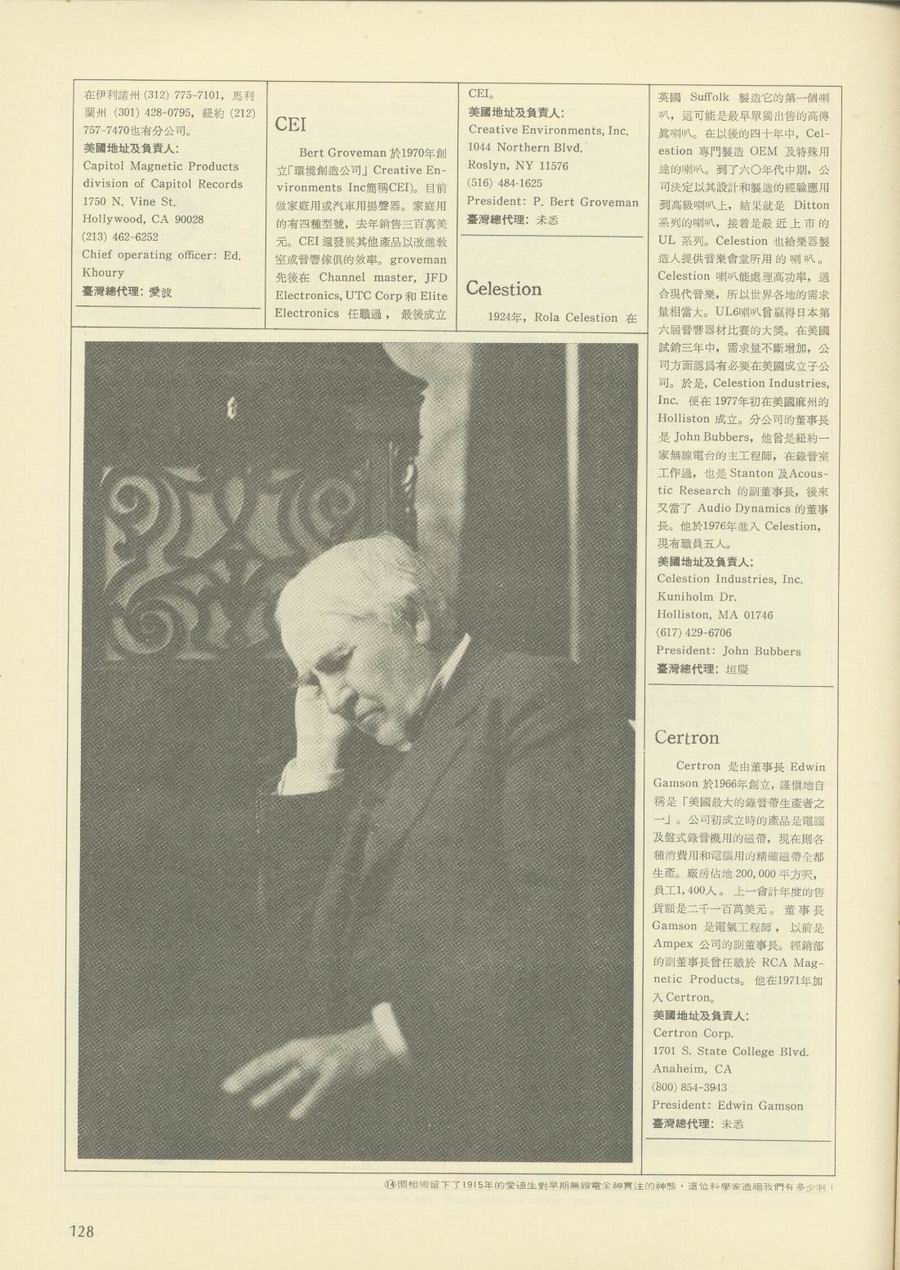 在伊利諾州 (312) 775-7101，馬利
蘭州 (301) 428-0795，紐約 (212)
757-7470也有分公司。
美國地址及負責人：
Capitol Magnetic Products
division of Capitol Records
1750 N. Vine St.
Hollywood, CA 90028
(213) 462-6252
Chief operating officer: Ed.
Khoury
臺灣總代理：愛波
CEI
Bert Groveman 於1970年創
立「環境創造公司」Creative En-
vironments Inc簡稱CEI)。目前
做家庭用或汽車用揚聲器。家庭用
的有四種型號，去年銷售三百萬美
元。CEI 還發展其他產品以改進教
室或音響傢俱的效率。groveman
先後在 Channel master, JFD
Electronics, UTC Corp 和 Elite
Electronics 任職過，最後成立
CEI。
美國地址及負責人：
Creative Environments, Inc.
1044 Northern Blvd.
Roslyn, NY 11576
(516) 484-1625
President: P. Bert Groveman
臺灣總代理：未悉
Celestion
1924年，Rola Celestion 在
英國 Suffolk 製造它的第一個喇
叭，這可能是最早單獨出售的高傳
眞喇叭。在以後的四十年中，Cel-
estion 專門製造 OEM 及特殊用
途的喇叭。到了六〇年代中期，公
司決定以其設計和製造的經驗應用
到高級喇叭上，結果就是 Ditton
系列的喇叭，接着是最近上市的
UL 系列。Celestion 也給樂器製
造人提供音樂會堂所用的喇叭。
Celestion 喇叭能處理高功率，適
合現代音樂，所以世界各地的需求
量相當大。UL6喇叭曾贏得日本第
六屆音響器材比賽的大獎。在美國
試銷三年中，需求量不斷增加，公
司方面認爲有必要在美國成立子公
司。於是，Celestion Industries,
Inc. 便在 1977年初在美國麻州的
Holliston 成立。分公司的董事長
是 John Bubbers，他曾是紐約一
家無線電台的主工程師，在錄音室
工作過，也是 Stanton 及Acous-
tic Research 的副董事長，後來
又當了 Audio Dynamics 的董事
長。他於1976年進入 Celestion，
現有職員五人。
美國地址及負責人：
Celestion Industries, Inc.
Kuniholm Dr.
Holliston, MA 01746
(617) 429-6706
President: John Bubbers
臺灣總代理：垣慶
Certron
Certron 是由董事長 Edwin
Gamson 於1966年創立，謹愼地自
稱是「美國最大的錄音帶生產者之
一」。公司初成立時的產品是電腦
及盤式錄音機用的磁帶，現在則各
種消費用和電腦用的精確磁帶全都
生產。廠房佔地 200,000 平方呎，
員工1,400人。上一會計年度的售
貨額是二千一百萬美元。董事長
Gamson 是電氣工程師，以前是
Ampex 公司的副董事長。經銷部
的副董事長曾任職於 RCA Mag-
netic Products。他在1971年加
入 Certron。
美國地址及負責人：
Certron Corp.
1701 S. State College Blvd.
Anaheim, CA
(800) 854-3943
President: Edwin Gamson
臺灣總代理：未悉
⑭照相術留下了1915年的愛迪生對早期無線電全神貫注的神態，這位科學家造福我們有多少啊！
128